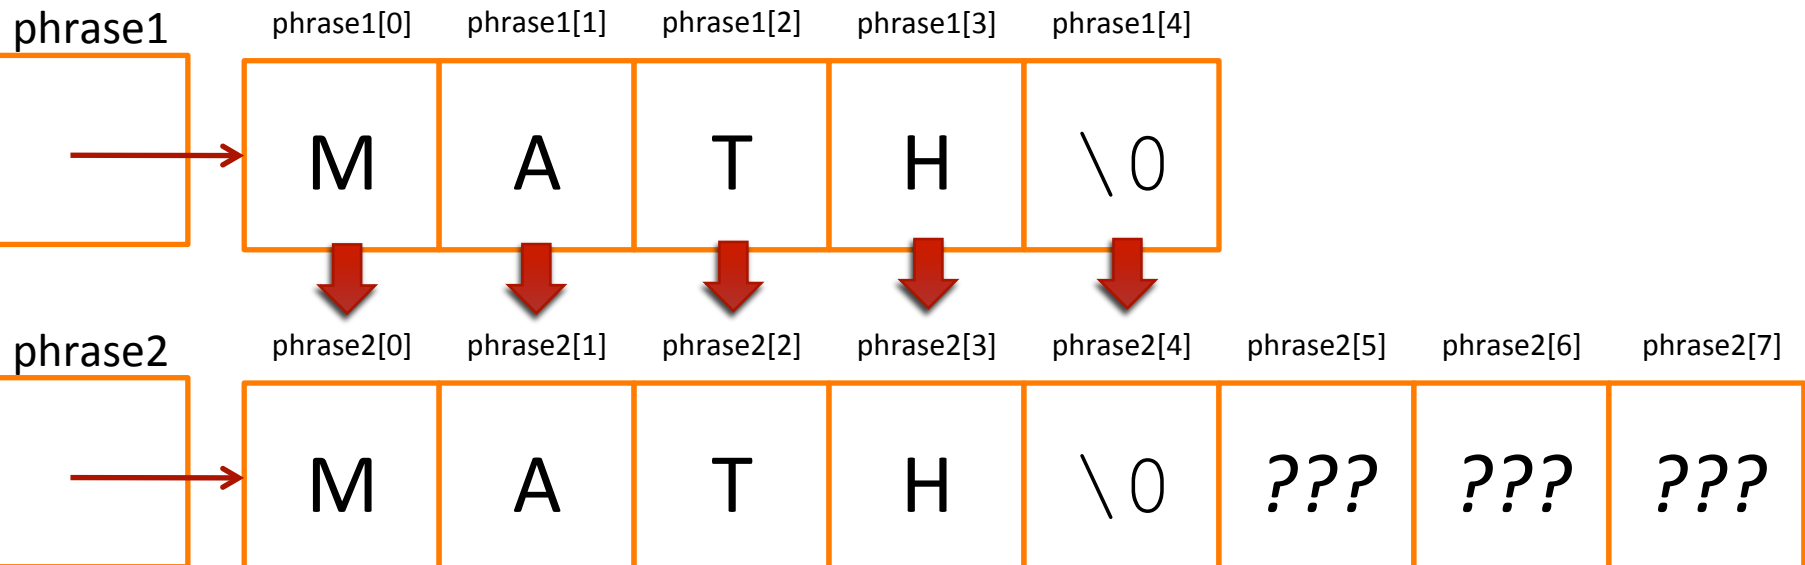 phrase1 phrase1[0] phrase1[1] phrase1[2] phrase1[3] phrase1[4]
M A T H \0
phrase2 phrase2[0] phrase2[1] phrase2[2] phrase2[3] phrase2[4] phrase2[5] phrase2[6] phrase2[7]
M A T H \0 ??? ??? ???